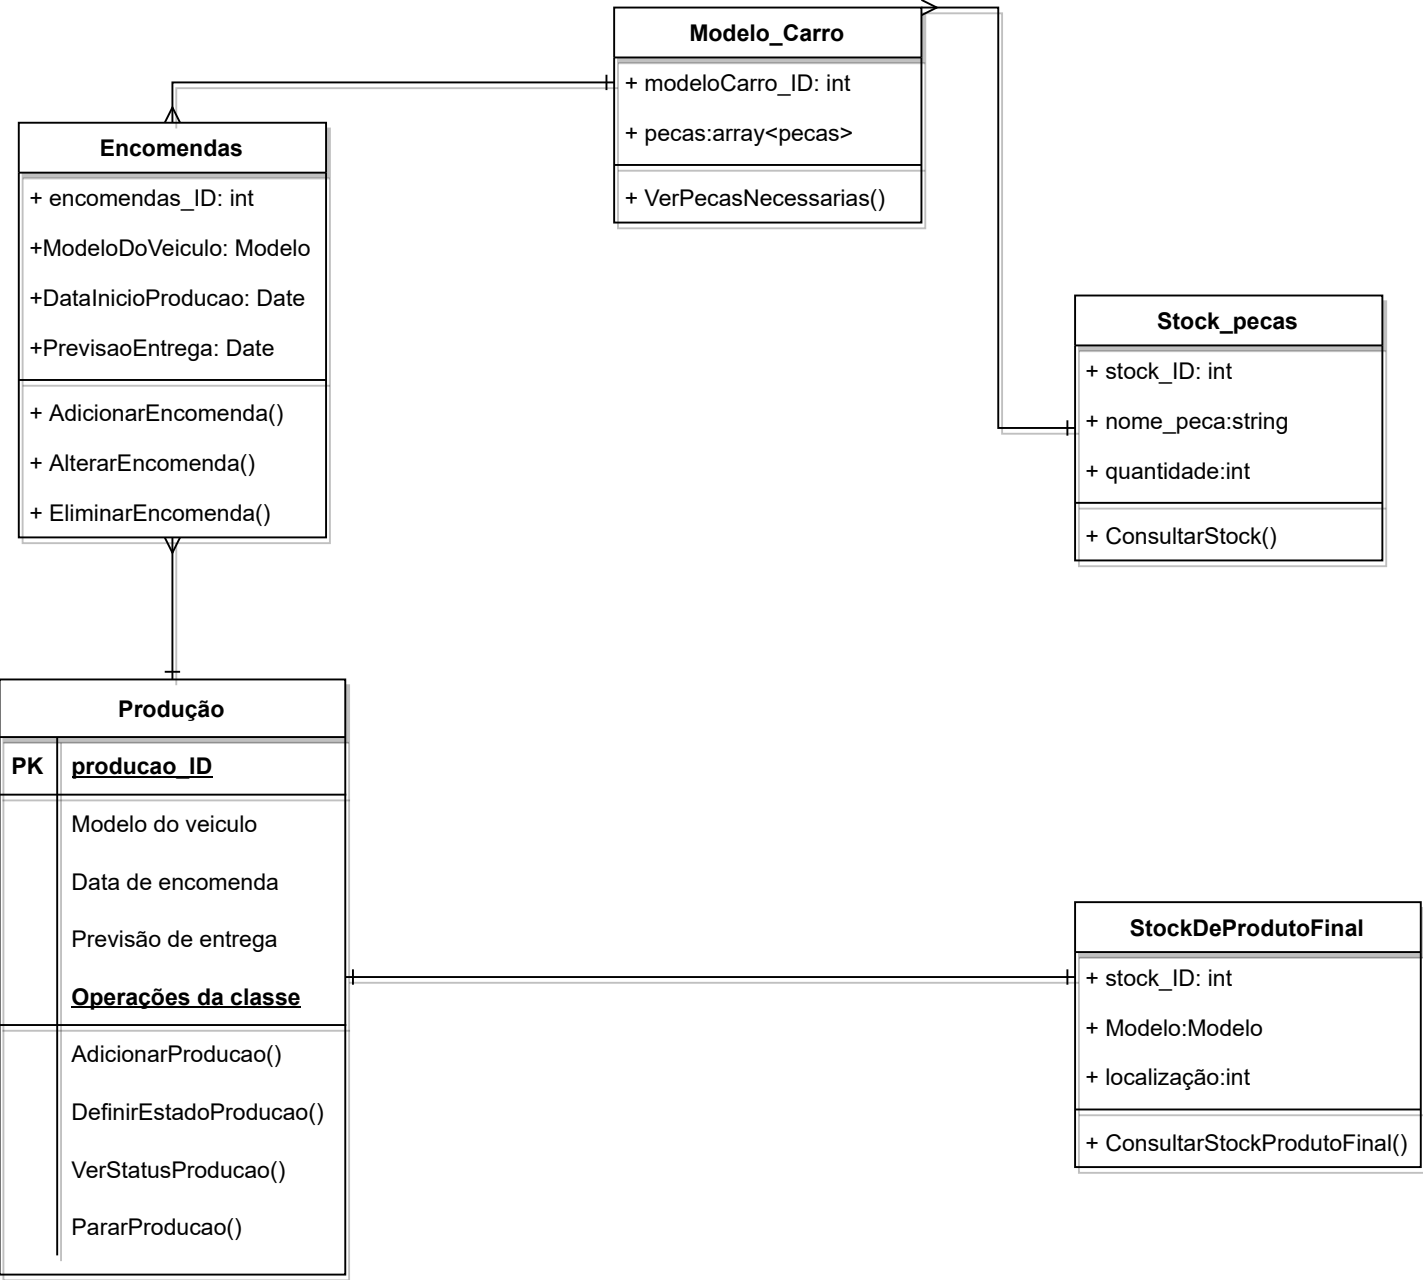 Modelo_Carro
+ modeloCarro_ID: int
+ pecas:array<pecas>
+ VerPecasNecessarias()
Encomendas
+ encomendas_ID: int
+ModeloDoVeiculo: Modelo
+DataInicioProducao: Date
+PrevisaoEntrega: Date
+ AdicionarEncomenda()
+ AlterarEncomenda()
+ EliminarEncomenda()
Stock_pecas
+ stock_ID: int
+ nome_peca:string
+ quantidade:int
+ ConsultarStock()
Produção
PK producao_ID
Modelo do veiculo
Data de encomenda
Previsão de entrega
Operações da classe
AdicionarProducao()
DefinirEstadoProducao()
VerStatusProducao()
PararProducao()
StockDeProdutoFinal
+ stock_ID: int
+ Modelo:Modelo
+ localização:int
+ ConsultarStockProdutoFinal()